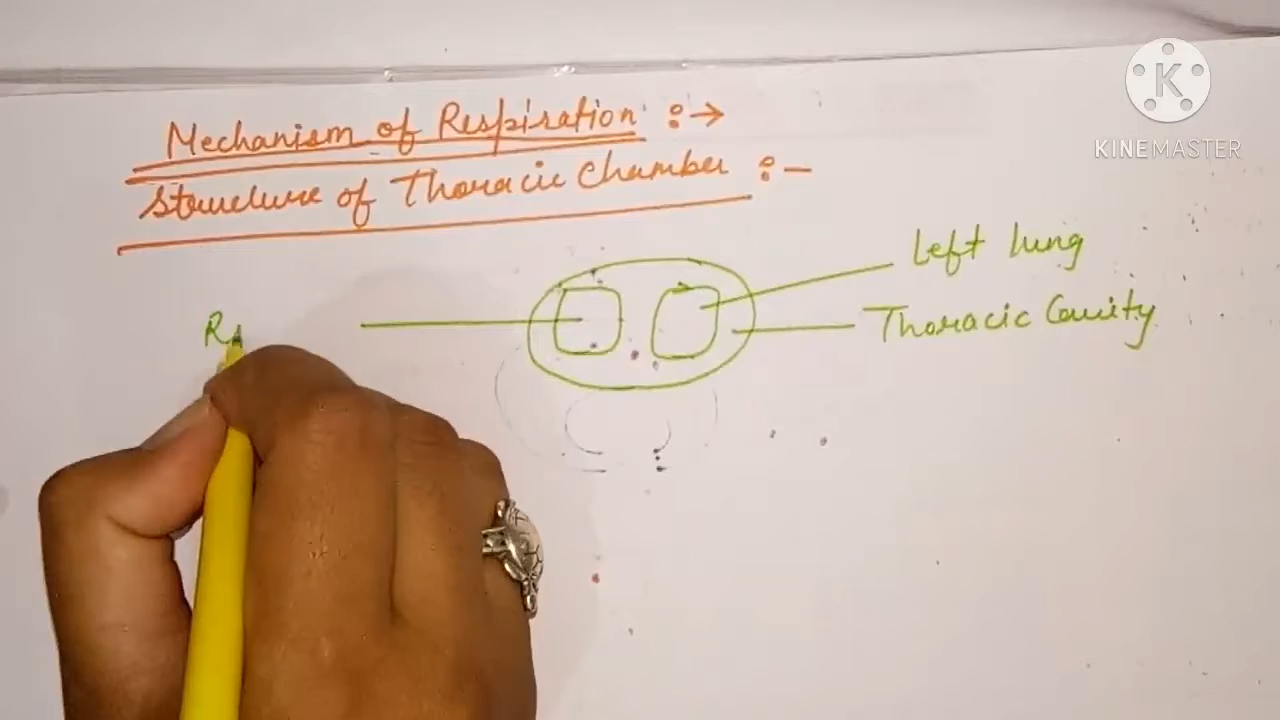 Mechanism of Respiration :→
Structure of Thoracic Chamber :-
Left lung
Thoracic Cavity
R
K
KINEMASTER